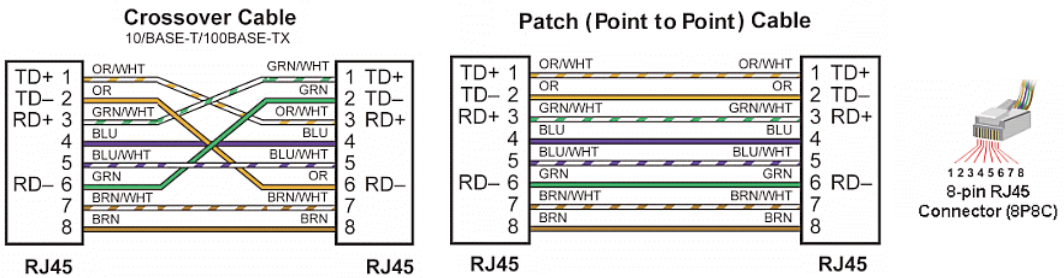 Crossover Cable
10/BASE-T/100BASE-TX
OR/WHT GRN/WHT
TD+ 1 1 TD+
OR GRN
TD– 2 2 TD–
GRN/WHT OR/WHT
RD+ 3 3 RD+
BLU BLU
4 4
BLU/WHT BLU/WHT
5 5
GRN OR
RD– 6 6 RD–
BRN/WHT BRN/WHT
7 7
BRN BRN
8 8
RJ45 RJ45
Patch (Point to Point) Cable
OR/WHT OR/WHT
TD+ 1 1 TD+
OR OR
TD– 2 2 TD–
GRN/WHT GRN/WHT
RD+ 3 3 RD+
BLU BLU
4 4
BLU/WHT BLU/WHT
5 5
GRN GRN
RD– 6 6 RD–
BRN/WHT BRN/WHT
7 7
BRN BRN
8 8
RJ45 RJ45
1 2 3 4 5 6 7 8
8-pin RJ45
Connector (8P8C)